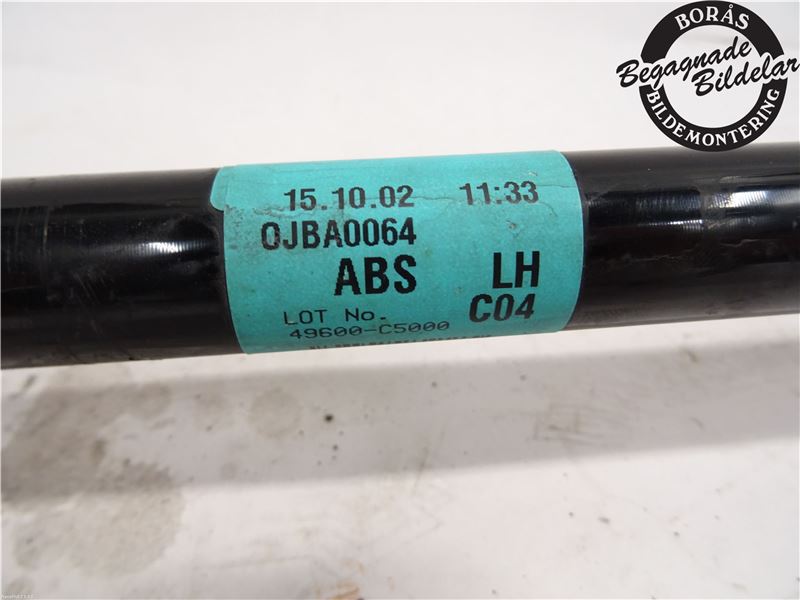 BORÅS
Begagnade
Bildelar
BILDEMONTERING
15.10.02 11:33
0JBA0064
ABS LH
LOT No. C04
49600-C5000